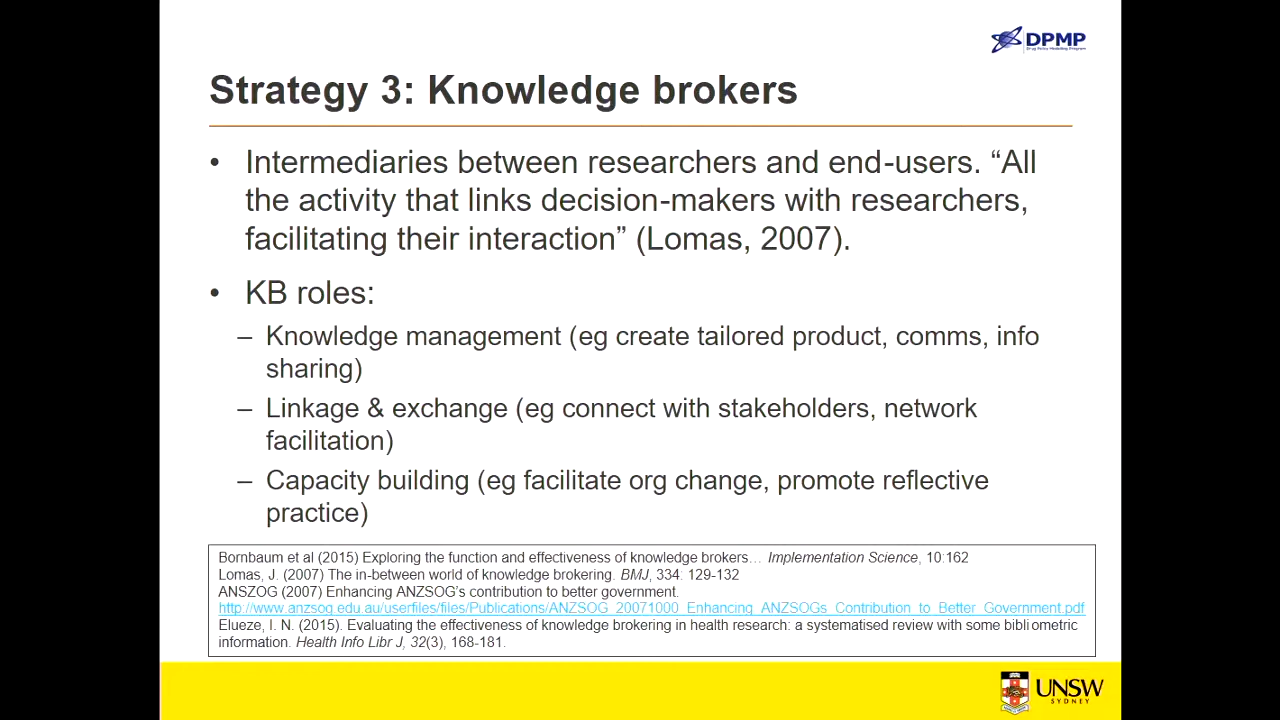 DPMP
Drug Policy Modelling Program
Strategy 3: Knowledge brokers
• Intermediaries between researchers and end-users. “All
the activity that links decision-makers with researchers,
facilitating their interaction” (Lomas, 2007).
• KB roles:
– Knowledge management (eg create tailored product, comms, info
sharing)
– Linkage & exchange (eg connect with stakeholders, network
facilitation)
– Capacity building (eg facilitate org change, promote reflective
practice)
Bornbaum et al (2015) Exploring the function and effectiveness of knowledge brokers… Implementation Science, 10:162
Lomas, J. (2007) The in-between world of knowledge brokering. BMJ, 334: 129-132
ANSZOG (2007) Enhancing ANZSOG’s contribution to better government.
http://www.anzsog.edu.au/userfiles/files/Publications/ANZSOG_20071000_Enhancing_ANZSOGs_Contribution_to_Better_Government.pdf
Elueze, I. N. (2015). Evaluating the effectiveness of knowledge brokering in health research: a systematised review with some bibliometric
information. Health Info Libr J, 32(3), 168-181.
UNSW
SYDNEY